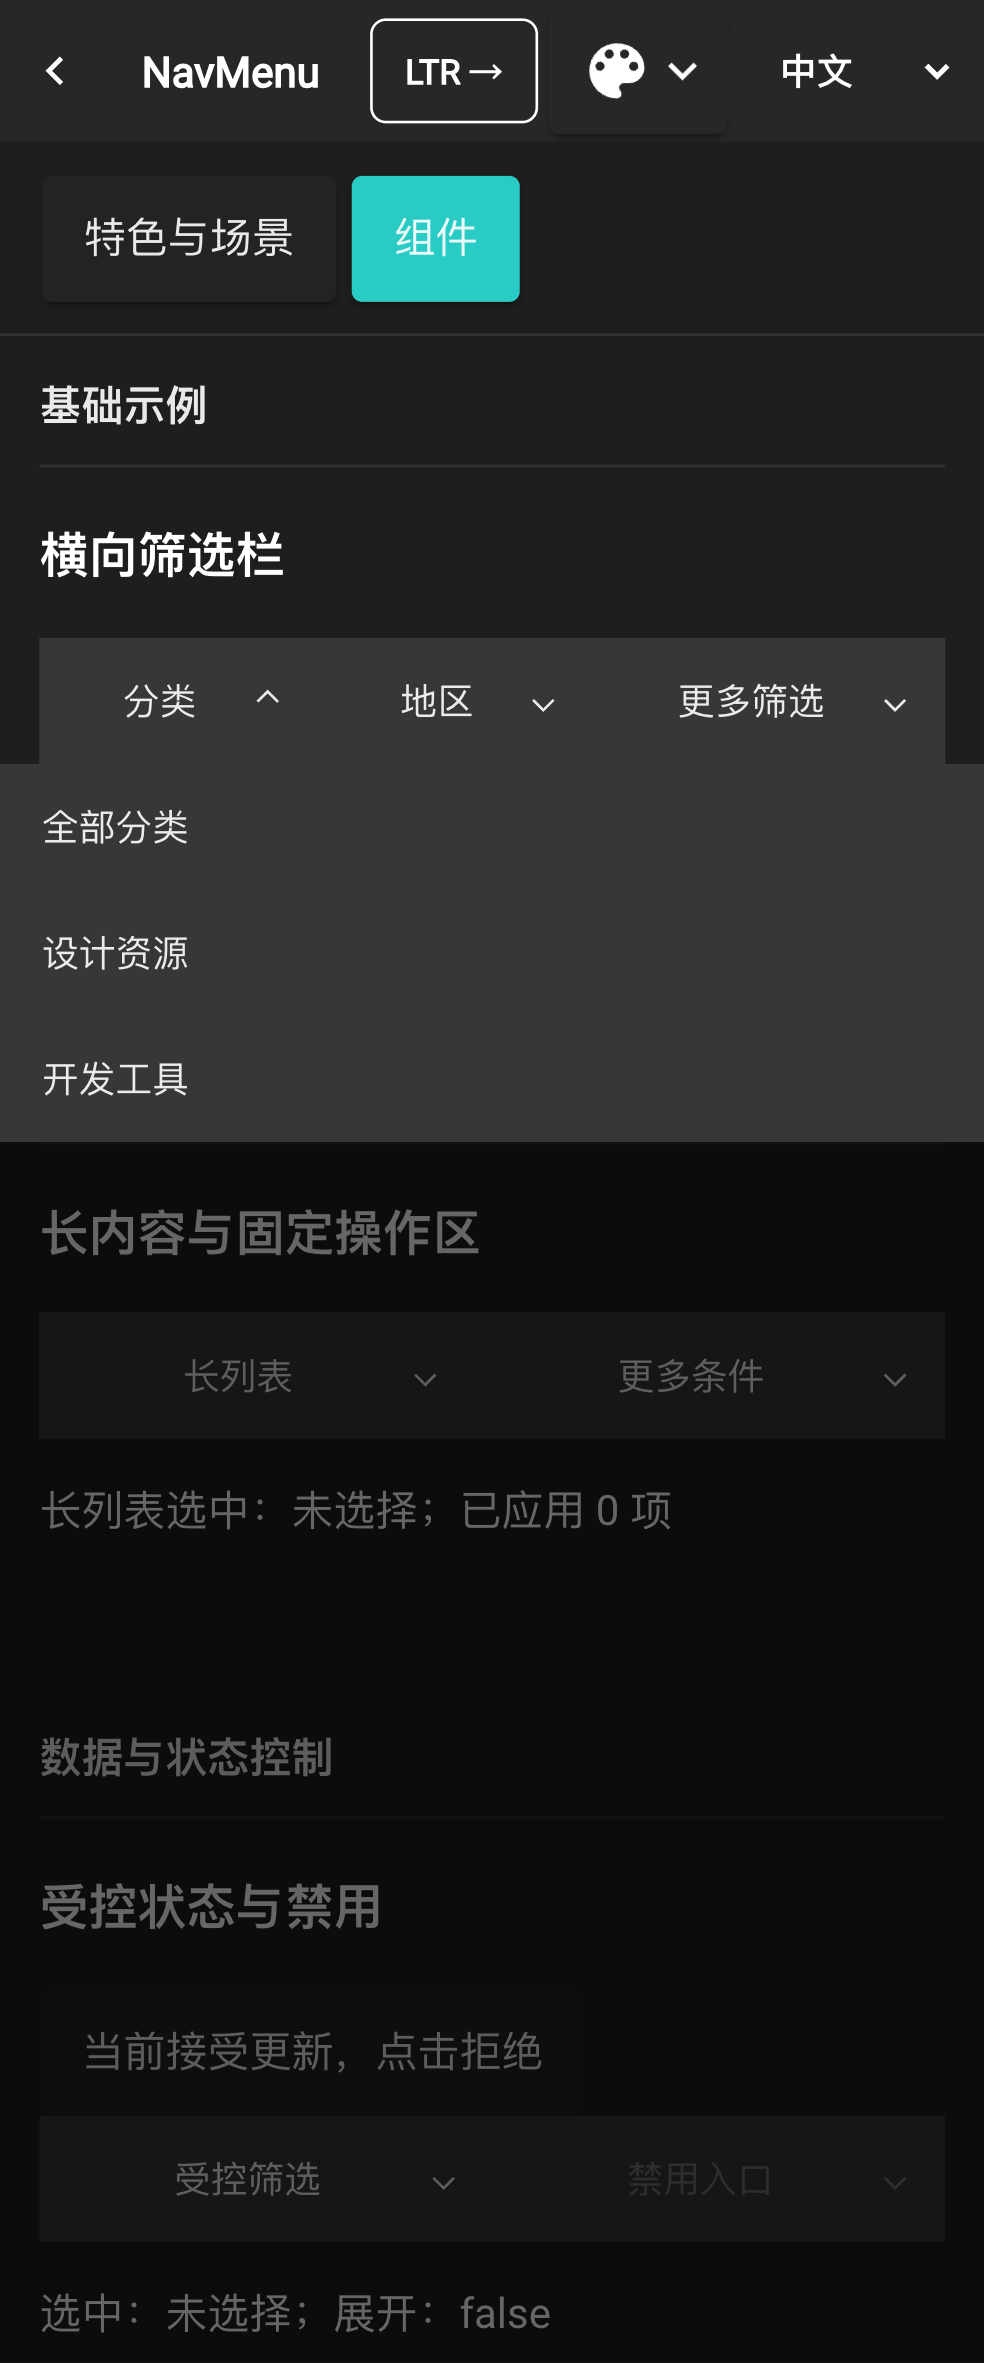 NavMenu LTR→ 中文
特色与场景 组件
基础示例
横向筛选栏
分类 地区 更多筛选
全部分类
设计资源
开发工具
长内容与固定操作区
长列表 更多条件
长列表选中：未选择；已应用 0 项
数据与状态控制
受控状态与禁用
当前接受更新，点击拒绝
受控筛选 禁用入口
选中：未选择；展开：false